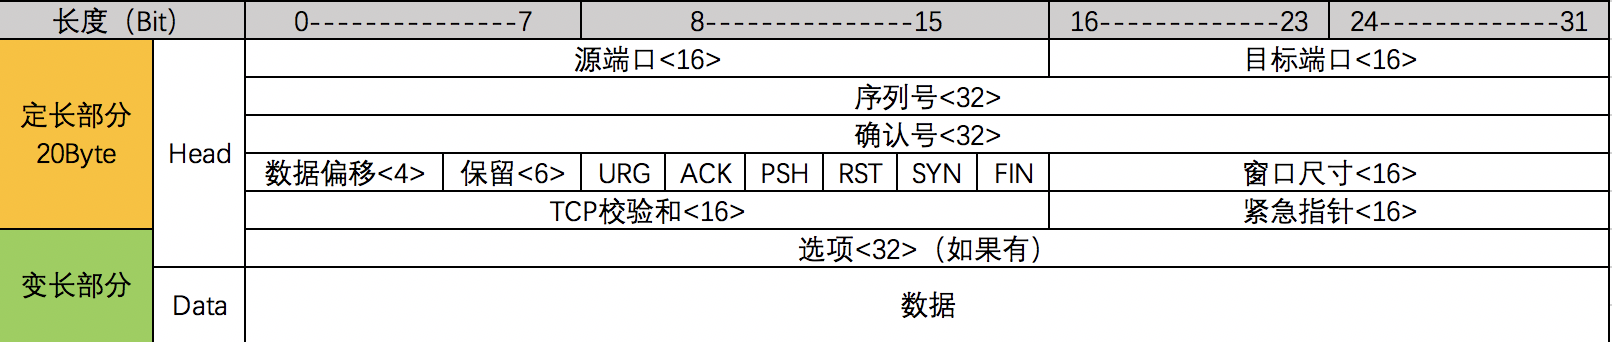 长度（Bit） 0---------------7 8---------------15 16-------------23 24-------------31
源端口<16> 目标端口<16>
序列号<32>
定长部分
20Byte
Head
确认号<32>
数据偏移<4> 保留<6> URG ACK PSH RST SYN FIN 窗口尺寸<16>
TCP校验和<16> 紧急指针<16>
选项<32>（如果有）
变长部分
Data 数据